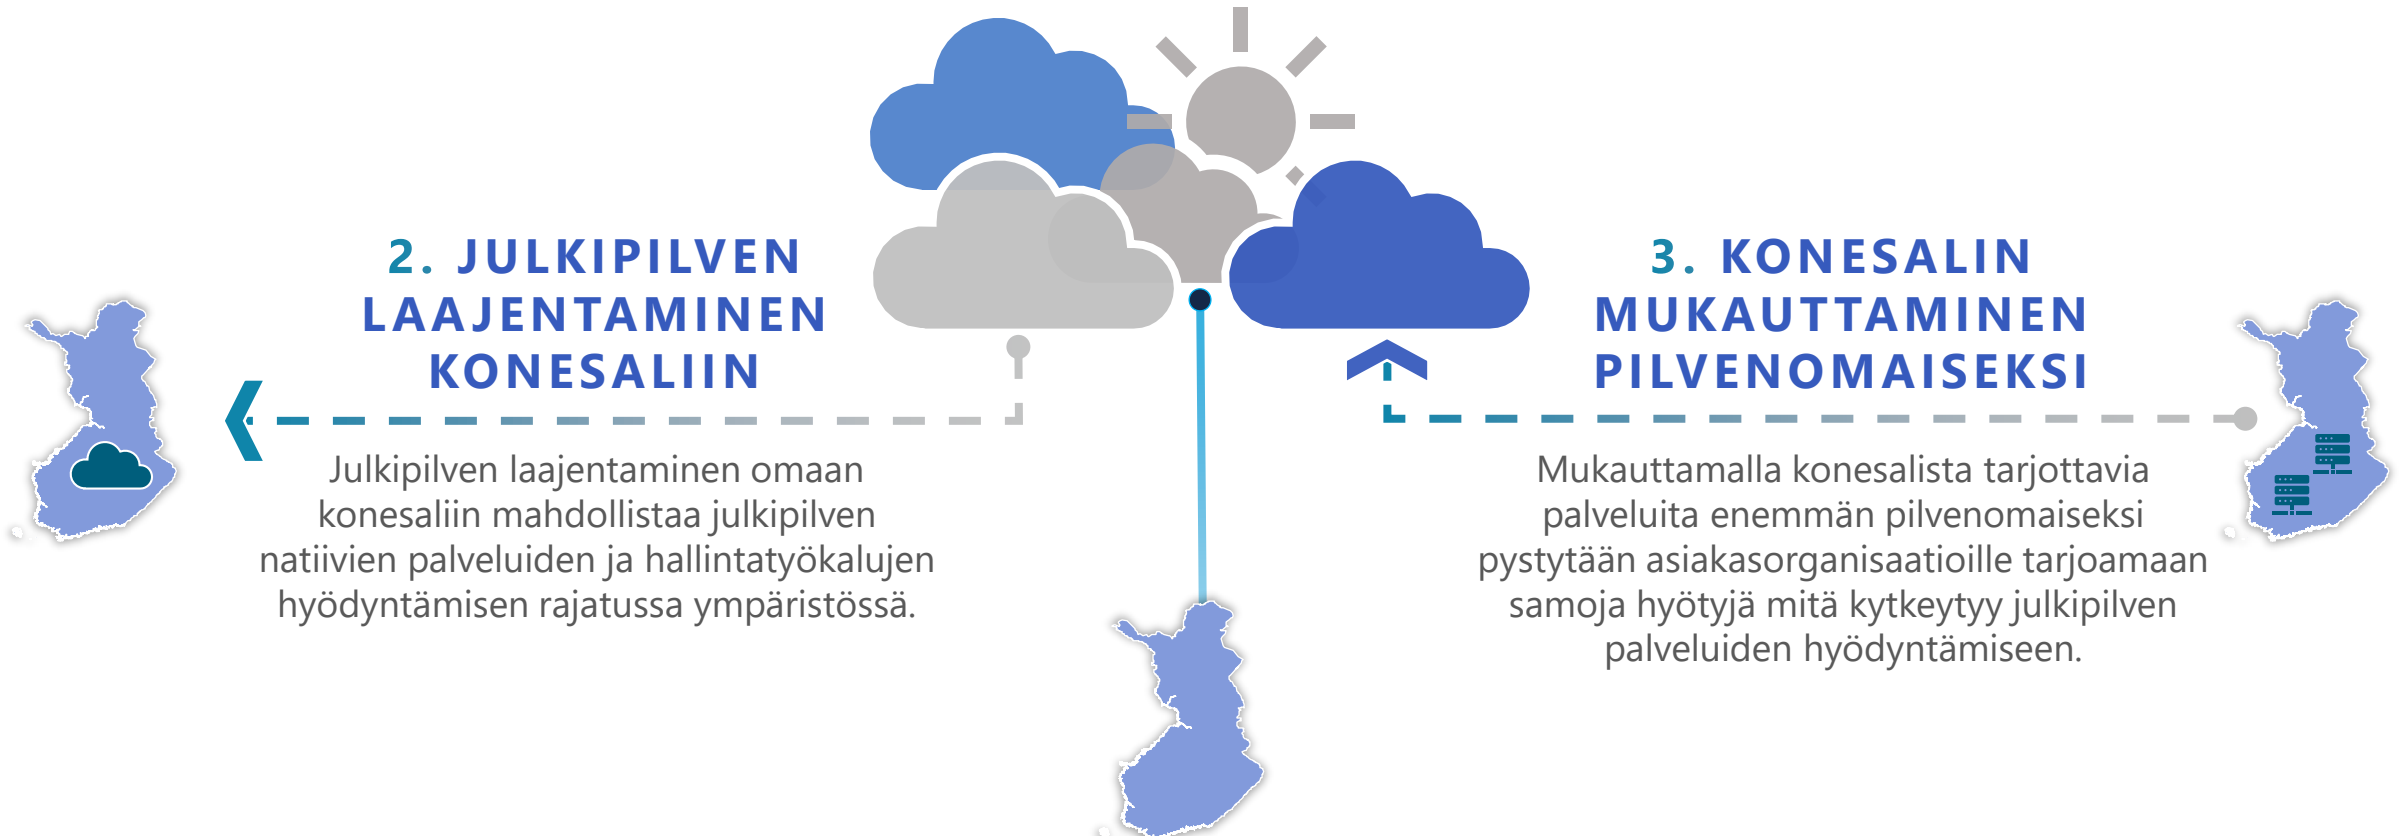 2. JULKIPILVEN
LAAJENTAMINEN
KONESALIIN
Julkipilven laajentaminen omaan
konesaliin mahdollistaa julkipilven
natiivien palveluiden ja hallintatyökalujen
hyödyntämisen rajatussa ympäristössä.
3. KONESALIN
MUKAUTTAMINEN
PILVENOMAISEKSI
Mukauttamalla konesalista tarjottavia
palveluita enemmän pilvenomaiseksi
pystytään asiakasorganisaatioille tarjoamaan
samoja hyötyjä mitä kytkeytyy julkipilven
palveluiden hyödyntämiseen.